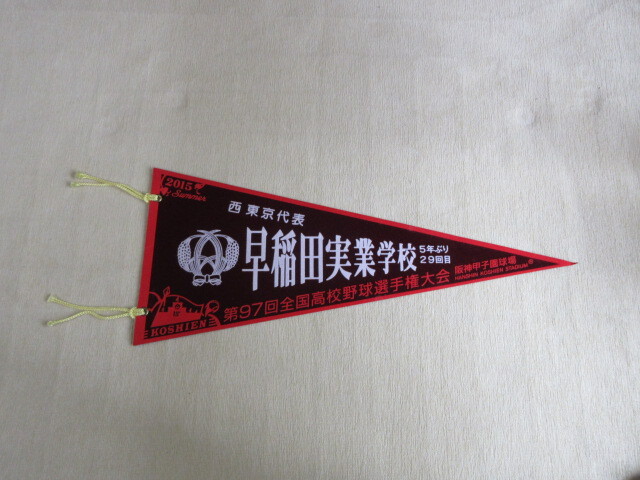 2015
Summer
西東京代表
早稲田実業学校
5年ぶり
29回目
第97回全国高校野球選手権大会
阪神甲子園球場
HANSHIN KOSHIEN STADIUM
KOSHIEN